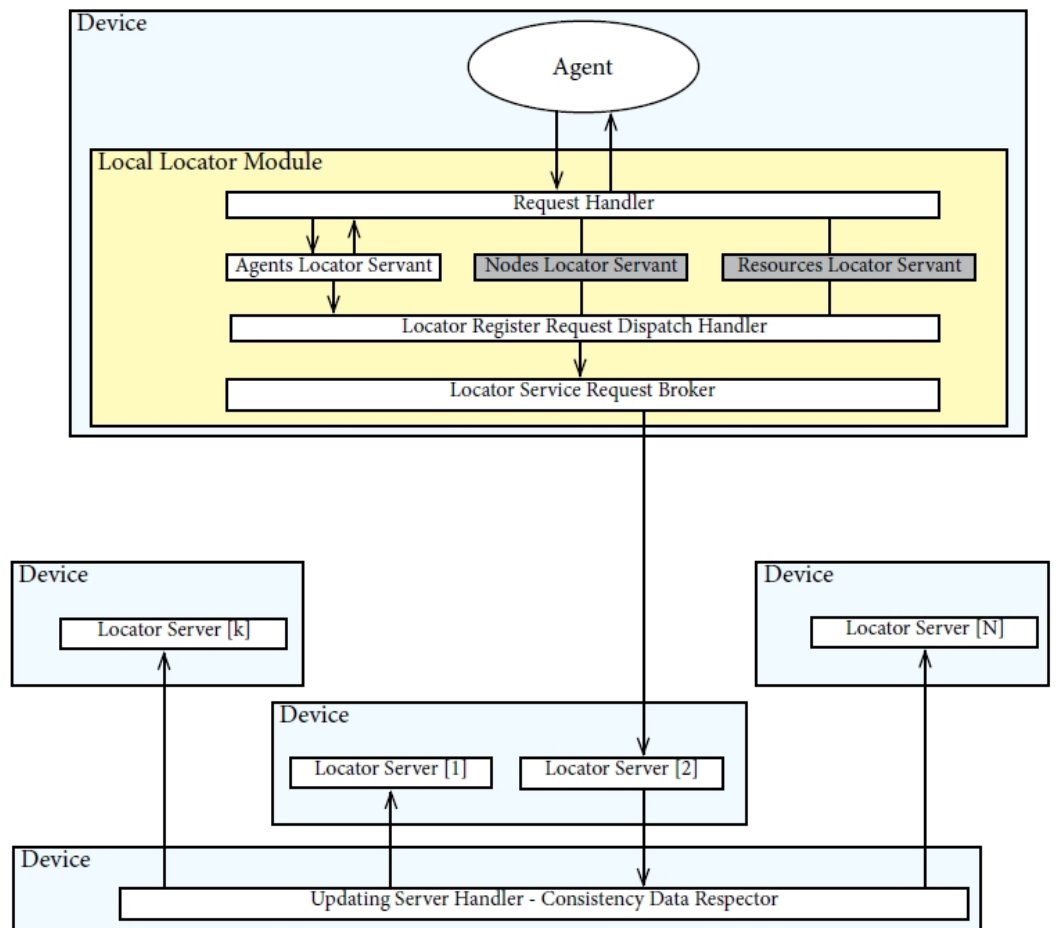 Device
Agent
Local Locator Module
Request Handler
Agents Locator Servant
Nodes Locator Servant
Resources Locator Servant
Locator Register Request Dispatch Handler
Locator Service Request Broker
Device
Locator Server [k]
Device
Locator Server [N]
Device
Locator Server [1]
Locator Server [2]
Device
Updating Server Handler - Consistency Data Respector